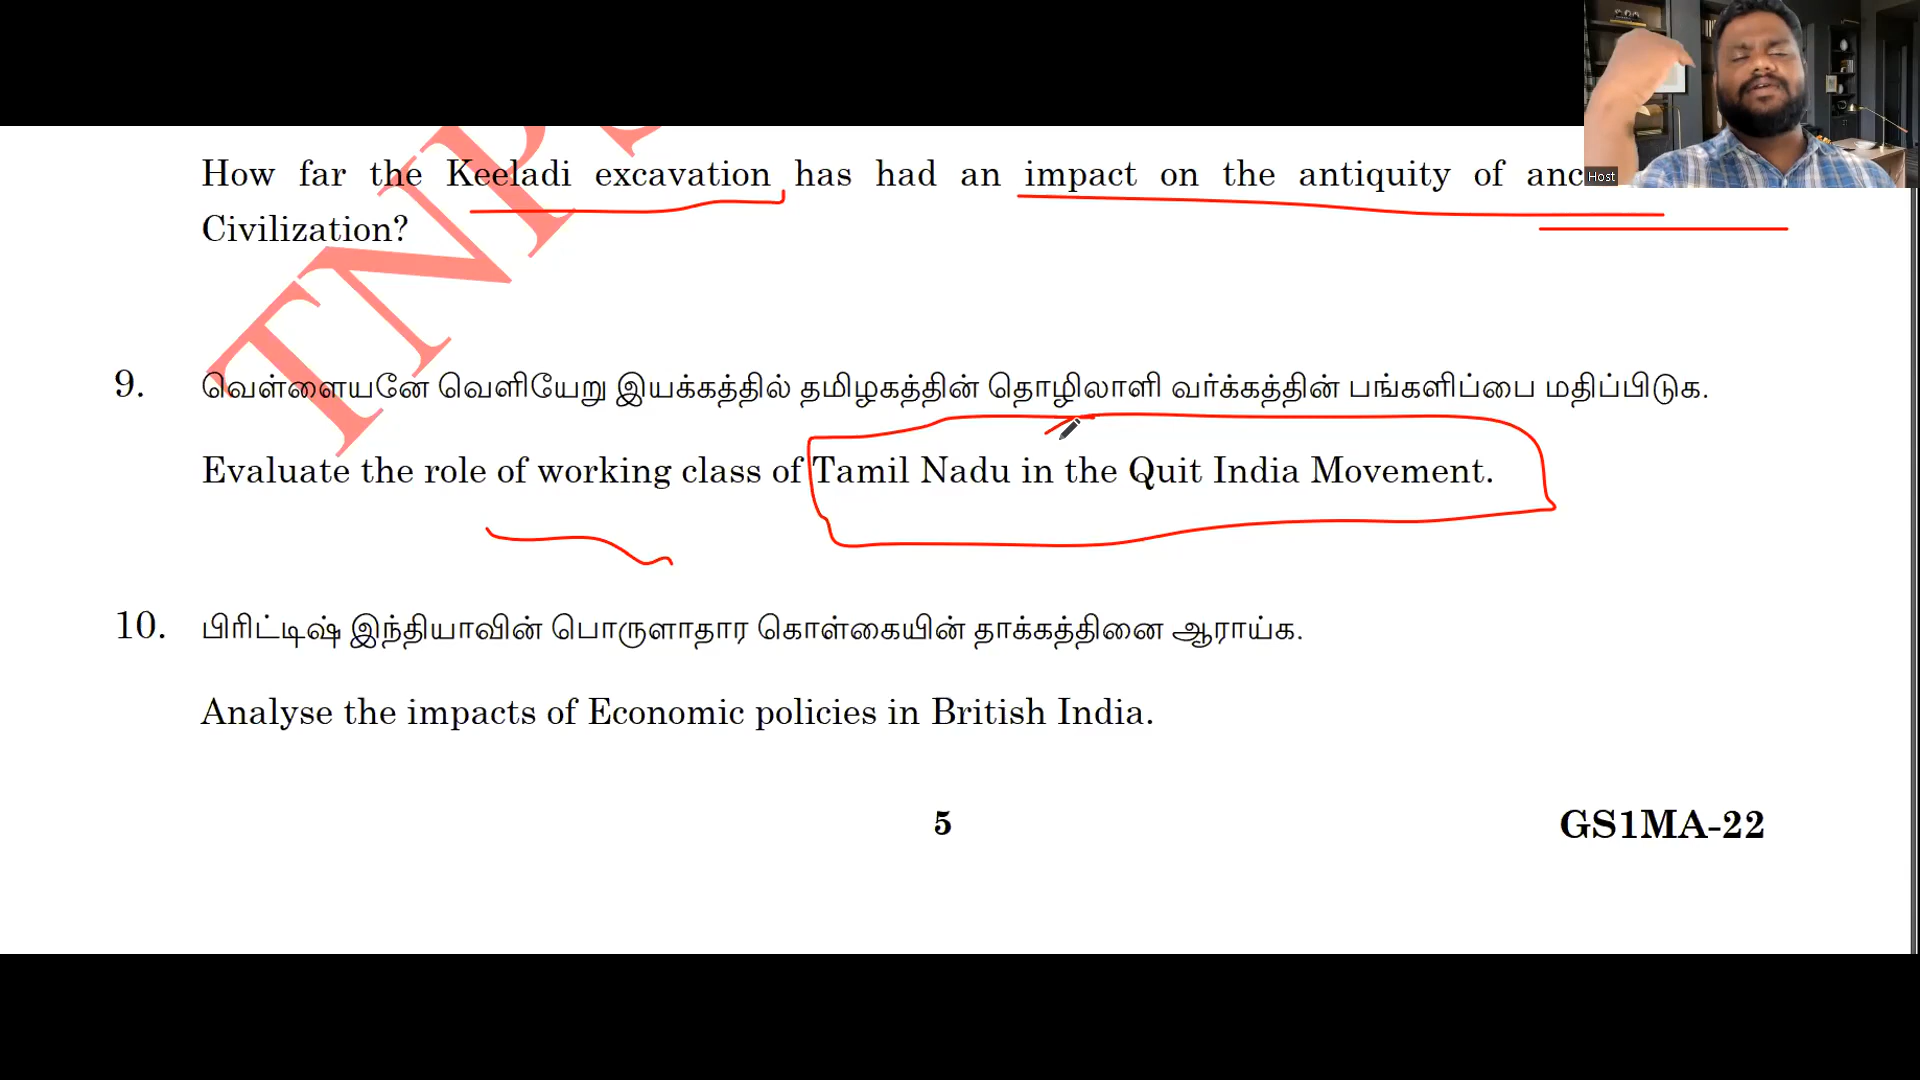 How far the Keeladi excavation has had an impact on the antiquity of
Civilization?
9. வெள்ளையனே வெளியேறு இயக்கத்தில் தமிழகத்தின் தொழிலாளி வர்க்கத்தின் பங்களிப்பை மதிப்பிடுக.
Evaluate the role of working class of Tamil Nadu in the Quit India Movement.
10. பிரிட்டிஷ் இந்தியாவின் பொருளாதார கொள்கையின் தாக்கத்தினை ஆராய்க.
Analyse the impacts of Economic policies in British India.
5 GS1MA-22
Host